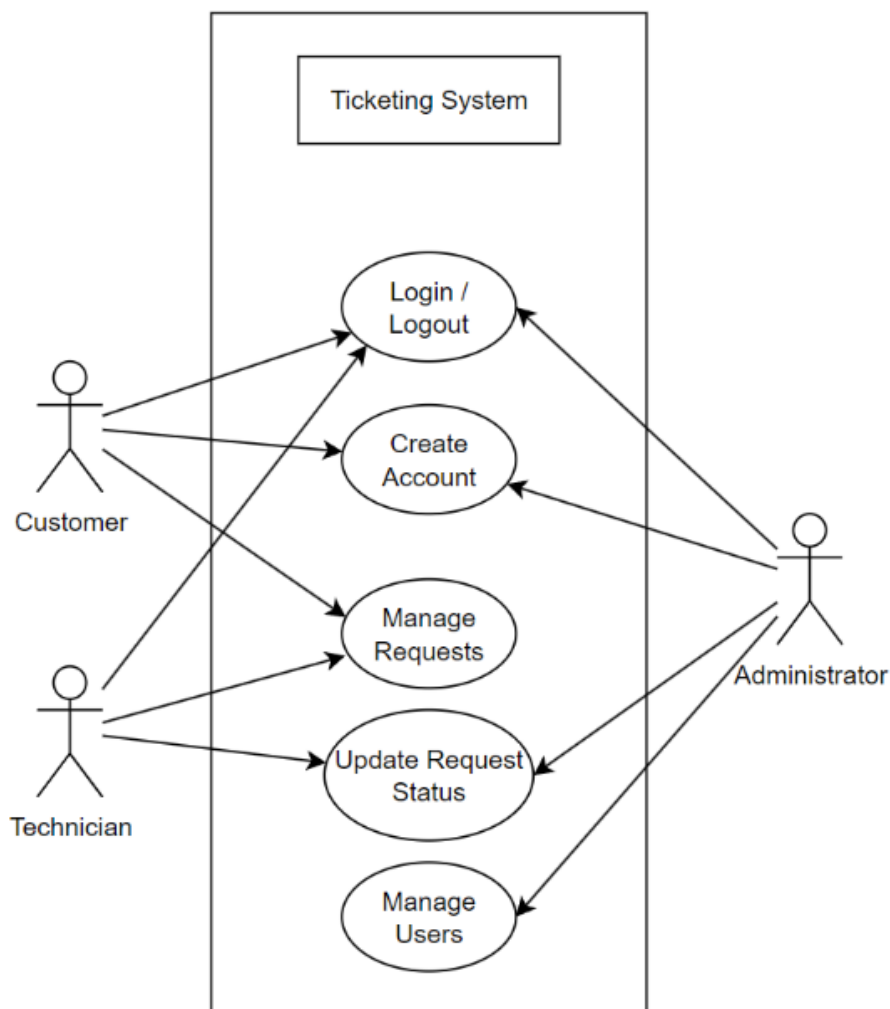 Ticketing System
Login /
Logout
Create
Account
Customer
Manage
Requests
Administrator
Update Request
Status
Technician
Manage
Users